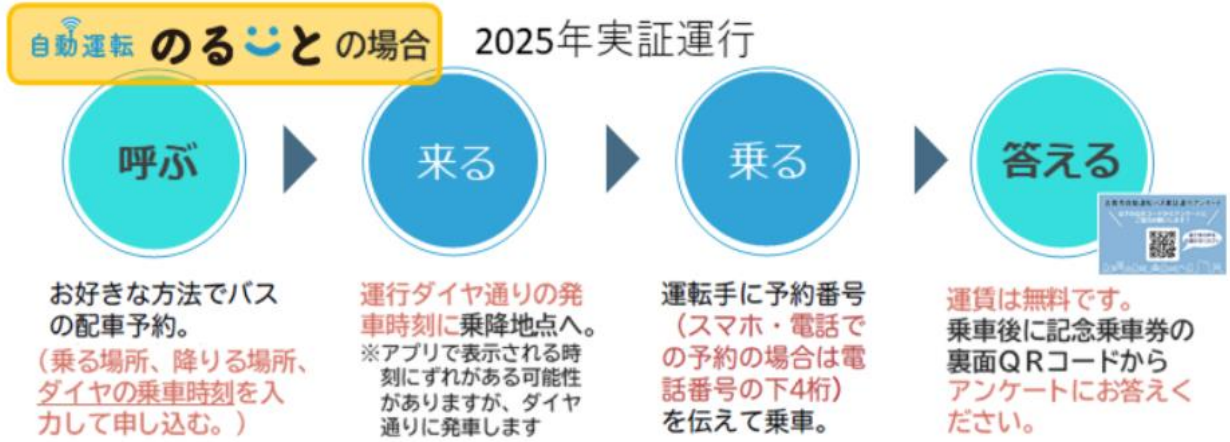 自動運転 のるーと の場合
2025年実証運行
呼ぶ
お好きな方法でバス
の配車予約。
(乗る場所、降りる場所、
ダイヤの乗車時刻を入
力して申し込む。)
来る
運行ダイヤ通りの発
車時刻に乗降地点へ。
※アプリで表示される時
刻にずれがある可能性
がありますが、ダイヤ
通りに発車します
乗る
運転手に予約番号
(スマホ・電話で
の予約の場合は電
話番号の下4桁)
を伝えて乗車。
答える
運賃は無料です。
乗車後に記念乗車券の
裏面QRコードから
アンケートにお答えく
ださい。